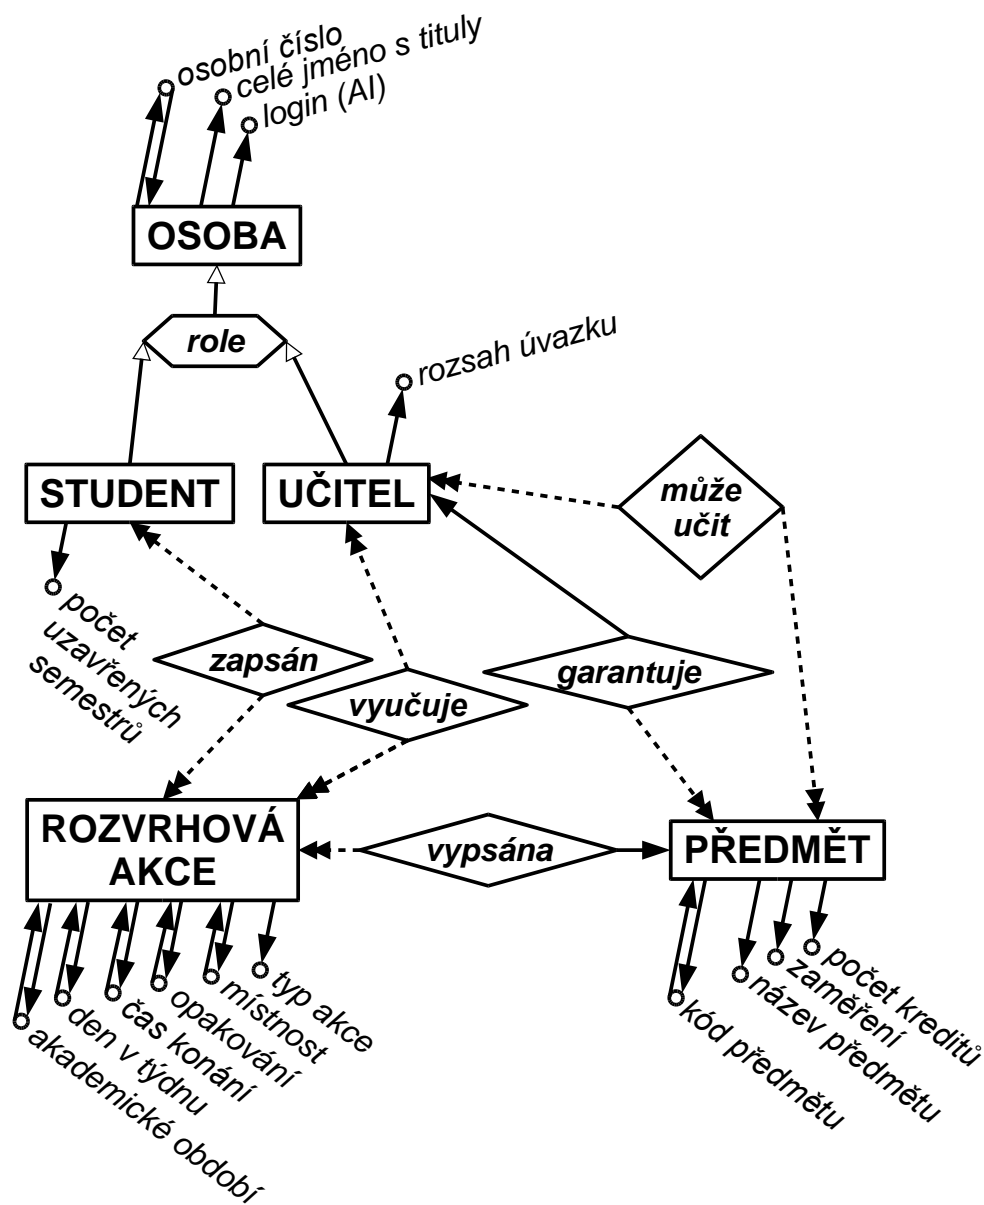 osobní číslo
celé jméno s tituly
login (AI)
OSOBA
role
rozsah úvazku
STUDENT
UČITEL
může
učit
počet
uzavřených
semestrů
zapsán
vyučuje
garantuje
ROZVRHOVÁ
AKCE
vypsána
PŘEDMĚT
akademické období
den v týdnu
čas konání
opakování
místnost
typ akce
kód předmětu
název předmětu
zaměření
počet kreditů